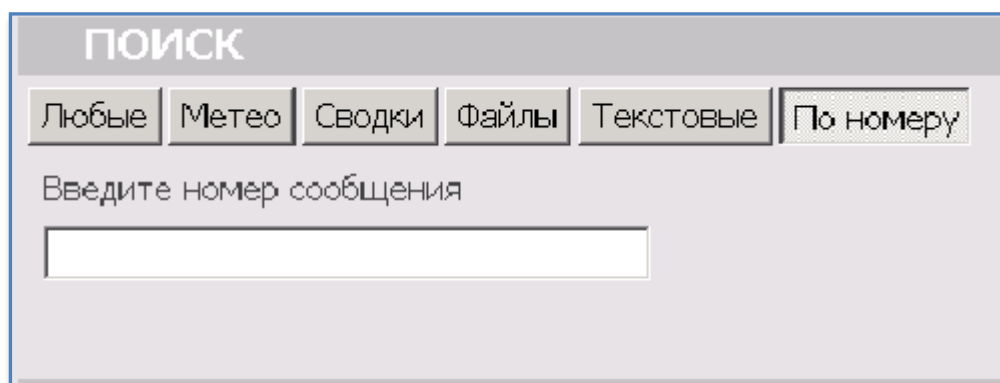 ПОИСК
Любые Метео Сводки Файлы Текстовые По номеру
Введите номер сообщения